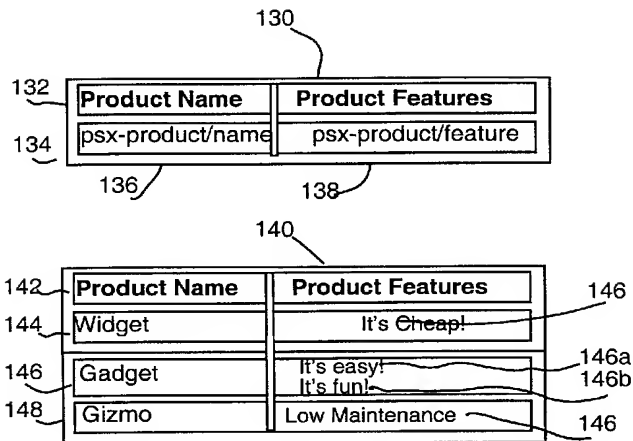 130
132
Product Name Product Features
134
psx-product/name psx-product/feature
136 138
140
142 Product Name Product Features 146
144 Widget It's Cheap!
146 Gadget It's easy! 146a
It's fun! 146b
148 Gizmo Low Maintenance 146